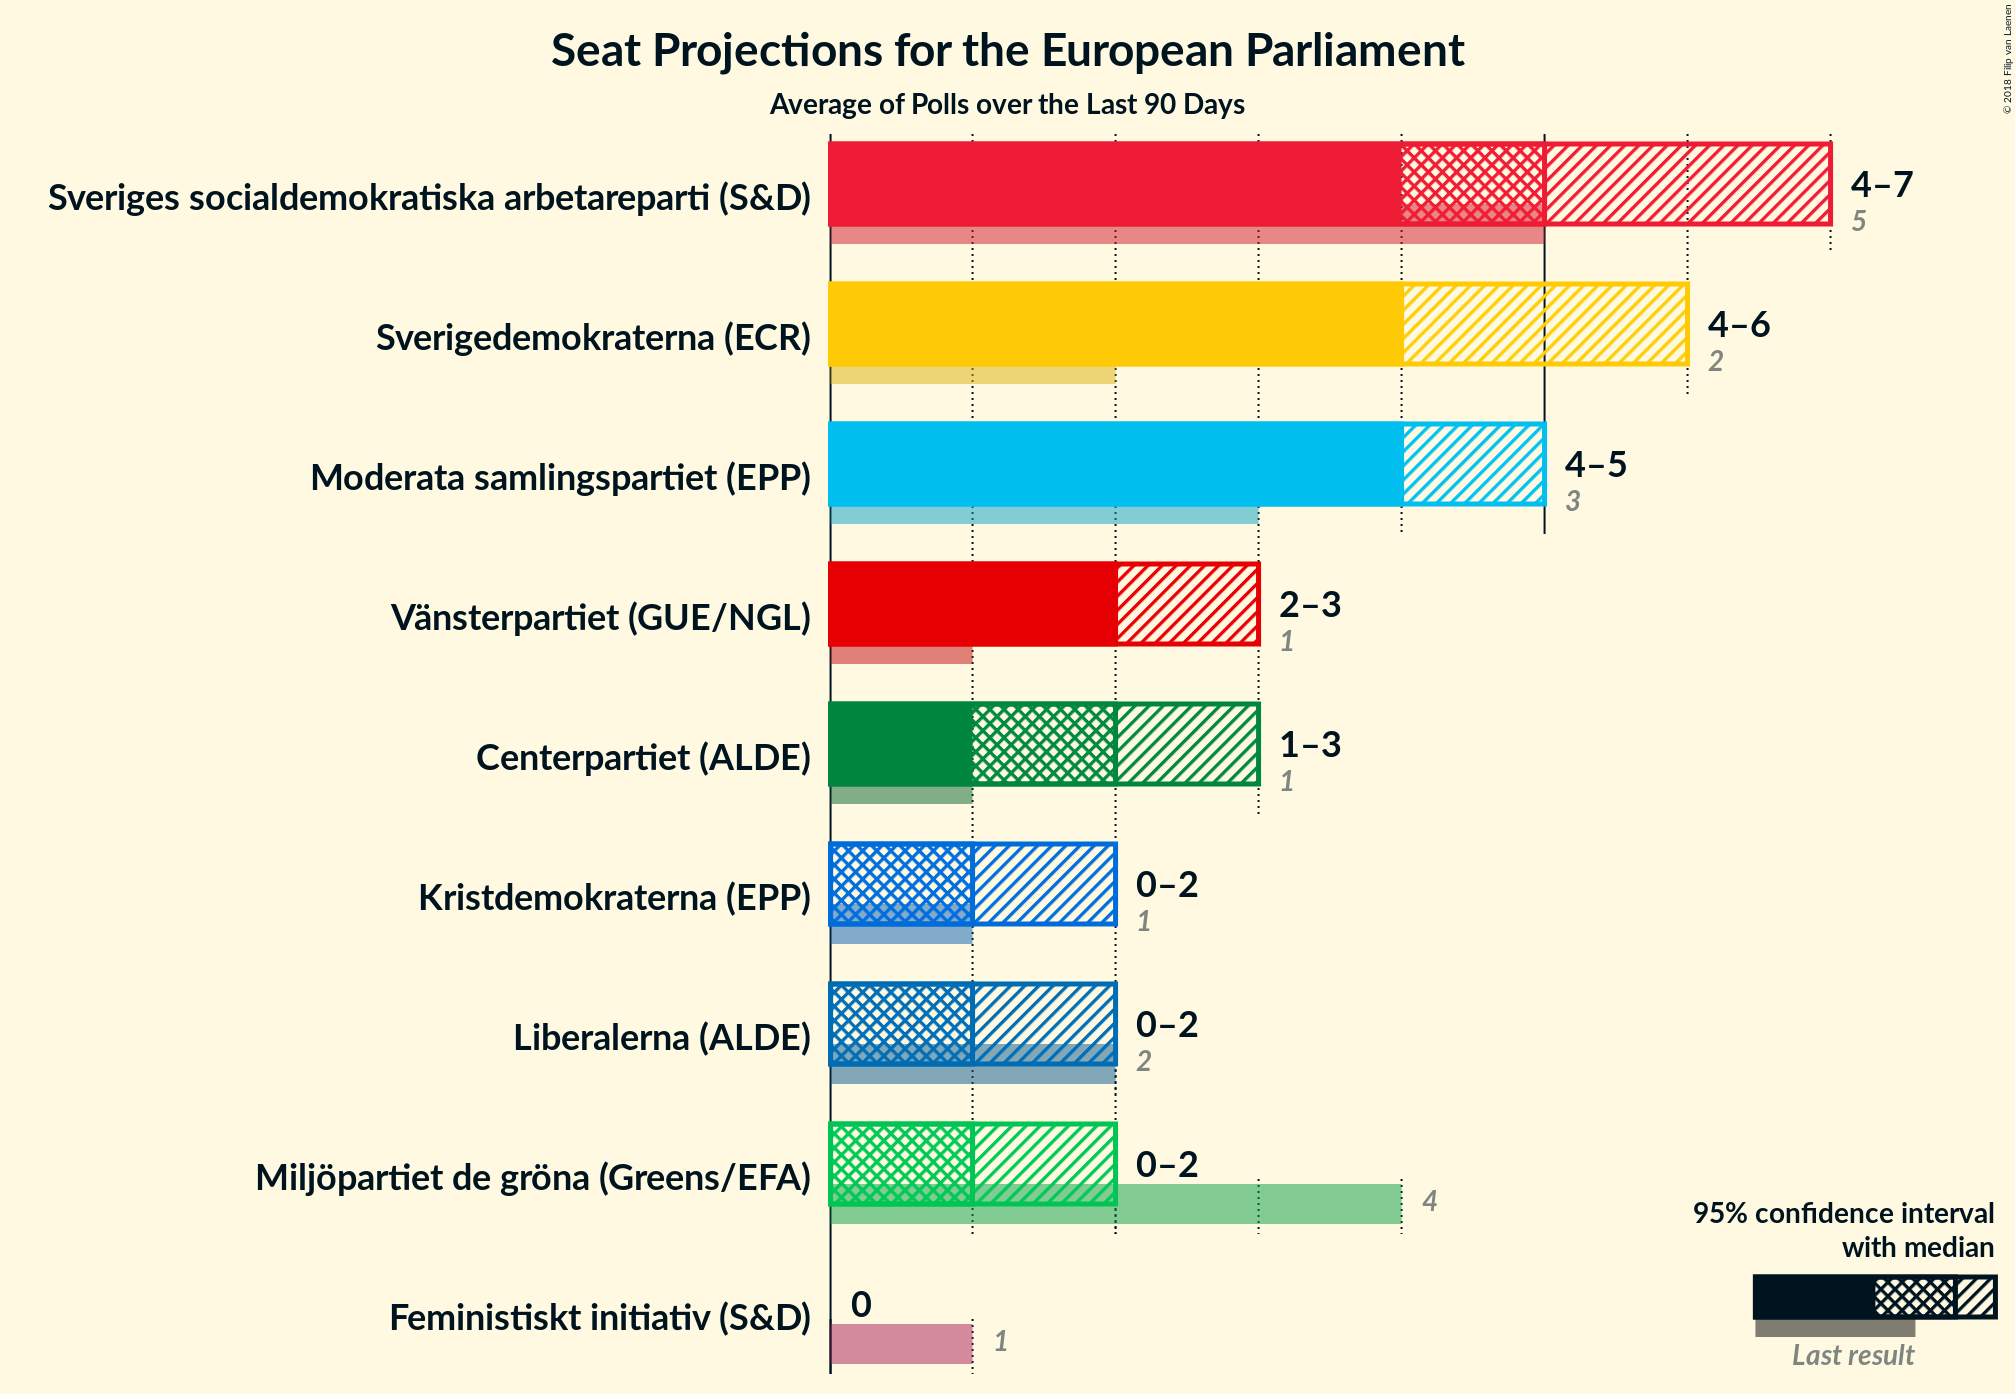 Seat Projections for the European Parliament
Average of Polls over the Last 90 Days
© 2018 Filip van Laenen
Sveriges socialdemokratiska arbetareparti (S&D)
4–7
5
Sverigedemokraterna (ECR)
4–6
2
Moderata samlingspartiet (EPP)
4–5
3
Vänsterpartiet (GUE/NGL)
2–3
1
Centerpartiet (ALDE)
1–3
1
Kristdemokraterna (EPP)
0–2
1
Liberalerna (ALDE)
0–2
2
Miljöpartiet de gröna (Greens/EFA)
0–2
4
Feministiskt initiativ (S&D)
0
1
95% confidence interval
with median
Last result